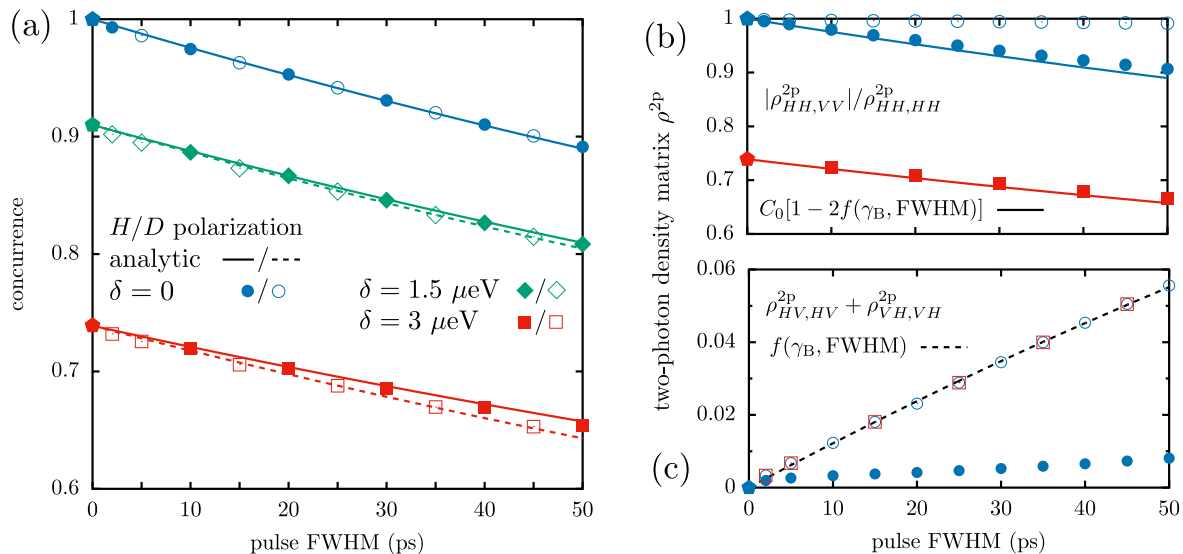 (a)
1
0.9
0.8
0.7
0.6
concurrence
H/D polarization
analytic —/- - -
δ = 0 ●/○
δ = 1.5 μeV ◆/◇
δ = 3 μeV ■/□
0 10 20 30 40 50
pulse FWHM (ps)
two-photon density matrix ρ^{2p}
(b)
1
0.9
0.8
0.7
0.6
|ρ^{2p}_{HH,VV}|/ρ^{2p}_{HH,HH}
C_0[1 − 2f(γ_B, FWHM)]
(c)
0.06
0.04
0.02
0
ρ^{2p}_{HV,HV} + ρ^{2p}_{VH,VH}
f(γ_B, FWHM)
0 10 20 30 40 50
pulse FWHM (ps)